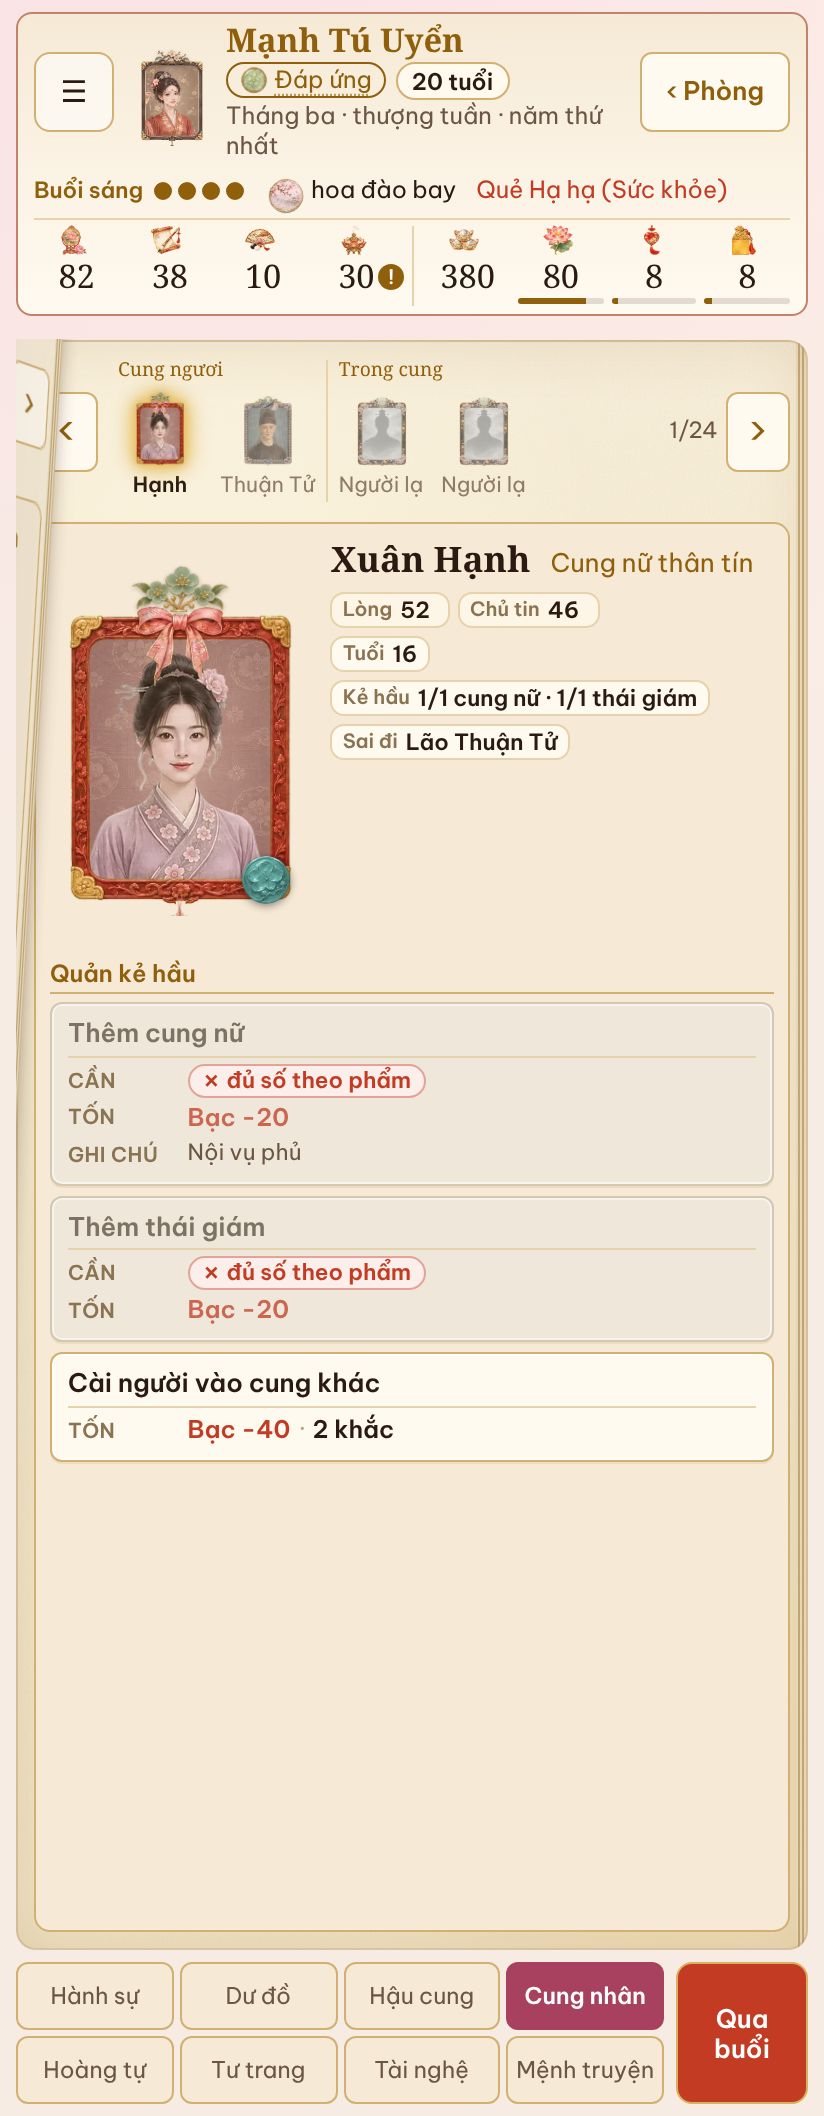 Mạnh Tú Uyển
Đáp ứng 20 tuổi
Tháng ba · thượng tuần · năm thứ
nhất
‹ Phòng
Buổi sáng hoa đào bay Quẻ Hạ hạ (Sức khỏe)
82 38 10 30 ! 380 80 8 8
Cung ngươi Trong cung
1/24
Hạnh Thuận Tử Người lạ Người lạ
Xuân Hạnh Cung nữ thân tín
Lòng 52 Chủ tin 46
Tuổi 16
Kẻ hầu 1/1 cung nữ · 1/1 thái giám
Sai đi Lão Thuận Tử
Quản kẻ hầu
Thêm cung nữ
CẦN × đủ số theo phẩm
TỐN Bạc -20
GHI CHÚ Nội vụ phủ
Thêm thái giám
CẦN × đủ số theo phẩm
TỐN Bạc -20
Cài người vào cung khác
TỐN Bạc -40 · 2 khắc
Hành sự Dư đồ Hậu cung Cung nhân
Hoàng tự Tư trang Tài nghệ Mệnh truyện
Qua
buổi